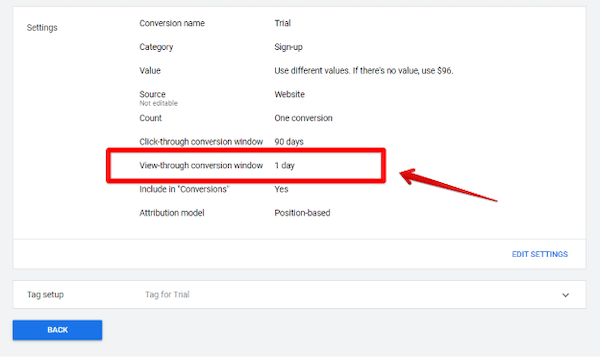 Settings
Conversion name Trial
Category Sign-up
Value Use different values. If there's no value, use $96.
Source Website
Not editable
Count One conversion
Click-through conversion window 90 days
View-through conversion window 1 day
Include in "Conversions" Yes
Attribution model Position-based
EDIT SETTINGS
Tag setup Tag for Trial
BACK